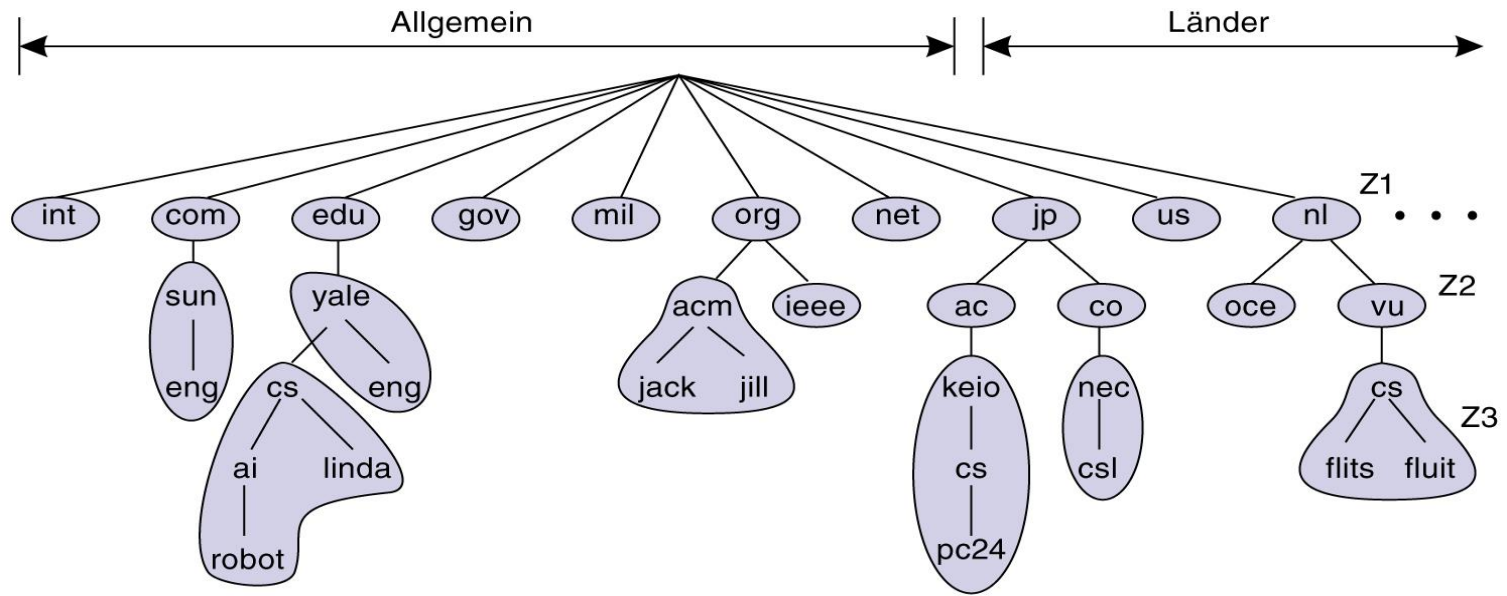 Allgemein Länder
Z1
int com edu gov mil org net jp us nl • • •
Z2
sun yale acm ieee ac co oce vu
eng cs eng jack jill keio nec cs
Z3
ai linda cs csl flits fluit
robot pc24